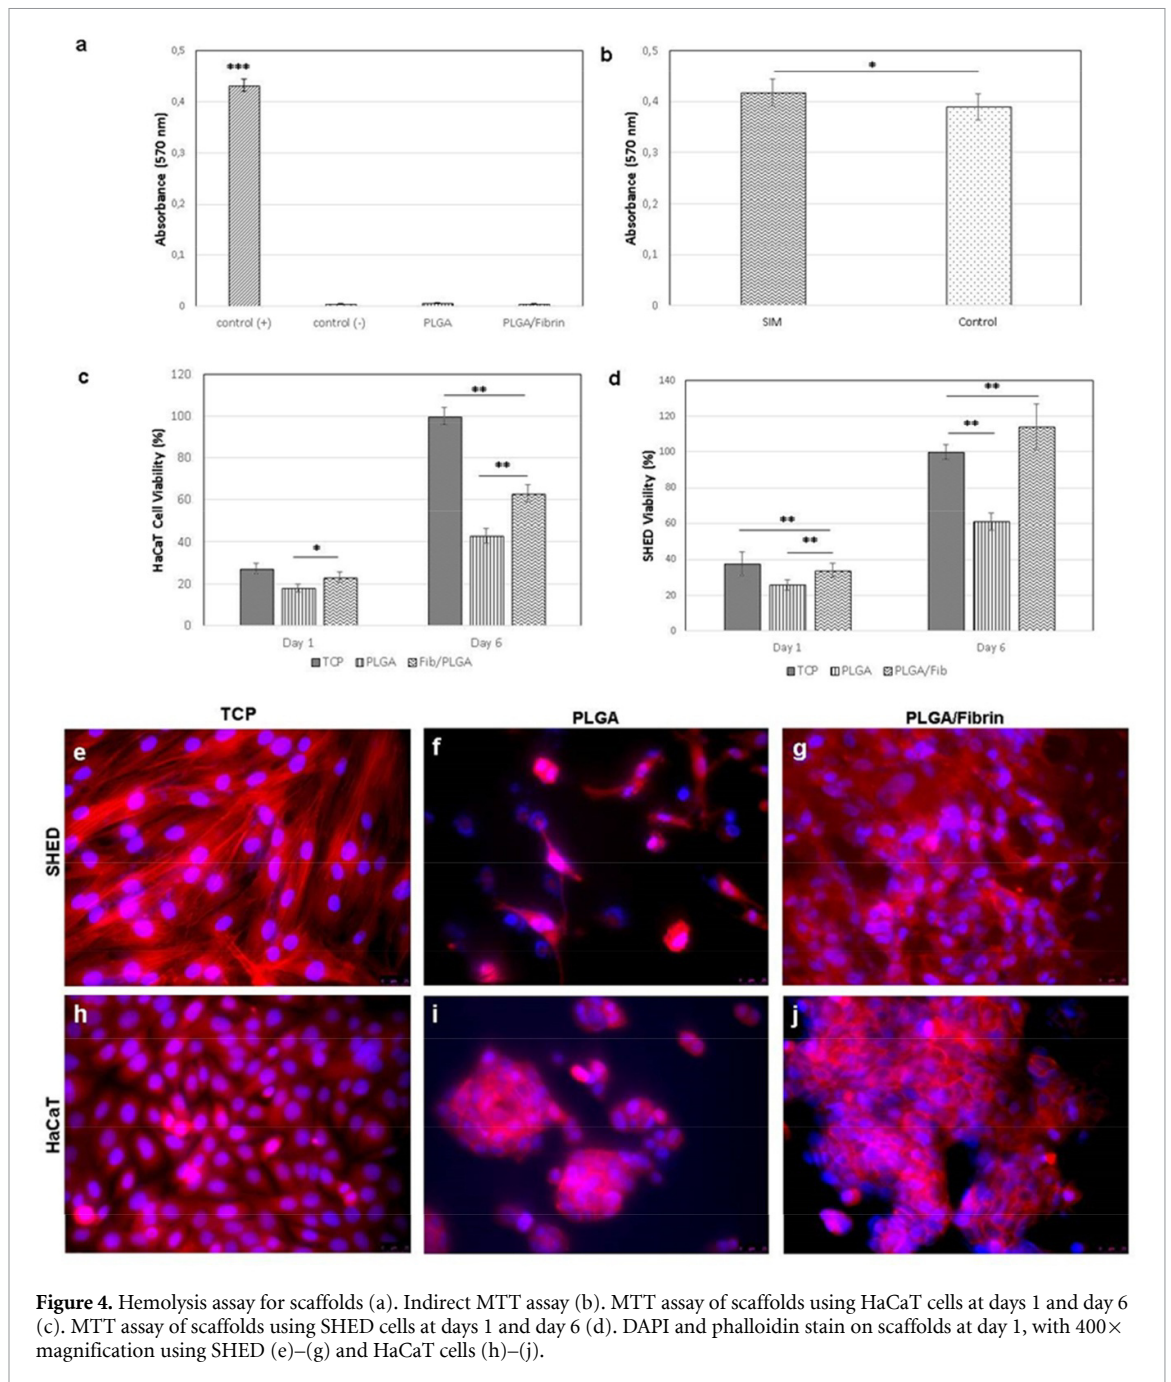 a
0,5
0,4
0,3
0,2
0,1
0
Absorbance (570 nm)
***
control (+) control (-) PLGA PLGA/Fibrin
b
0,5
0,4
0,3
0,2
0,1
0
Absorbance (570 nm)
*
SIM Control
c
120
100
80
60
40
20
0
HaCaT Cell Viability (%)
*
**
**
Day 1 Day 6
TCP PLGA Fib/PLGA
d
140
120
100
80
60
40
20
0
SHED Viability (%)
**
**
**
**
Day 1 Day 6
TCP PLGA PLGA/Fib
TCP PLGA PLGA/Fibrin
SHED
e f g
HaCaT
h i j
Figure 4. Hemolysis assay for scaffolds (a). Indirect MTT assay (b). MTT assay of scaffolds using HaCaT cells at days 1 and day 6
(c). MTT assay of scaffolds using SHED cells at days 1 and day 6 (d). DAPI and phalloidin stain on scaffolds at day 1, with 400×
magnification using SHED (e)–(g) and HaCaT cells (h)–(j).